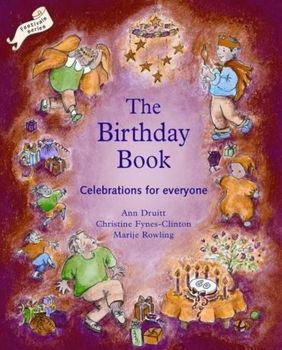 Festivals
series
The
Birthday
Book
Celebrations for everyone
Ann Druitt
Christine Fynes-Clinton
Marije Rowling